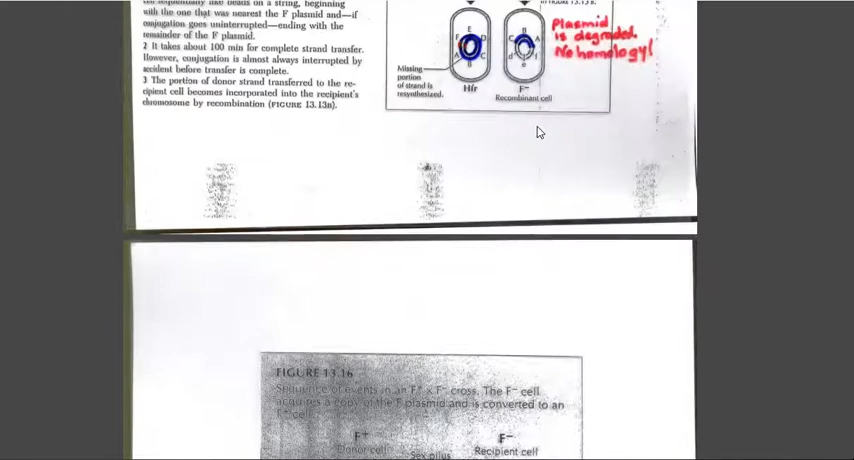 with the one that was nearest the F plasmid and—if
conjugation goes uninterrupted—ending with the
remainder of the F plasmid.
2 It takes about 100 min for complete strand transfer.
However, conjugation is almost always interrupted by
accident before transfer is complete.
3 The portion of donor strand transferred to the re-
cipient cell becomes incorporated into the recipient's
chromosome by recombination (FIGURE 13.13B).
Missing
portion
of strand is
resynthesized.
Hfr
F−
Recombinant cell
Plasmid
is degraded.
No homology!
FIGURE 13.16
Sequence of events in an F+ x F− cross. The F− cell
acquires a copy of the F plasmid and is converted to an
F+ cell.
F+
Donor cell
Sex pilus
F−
Recipient cell